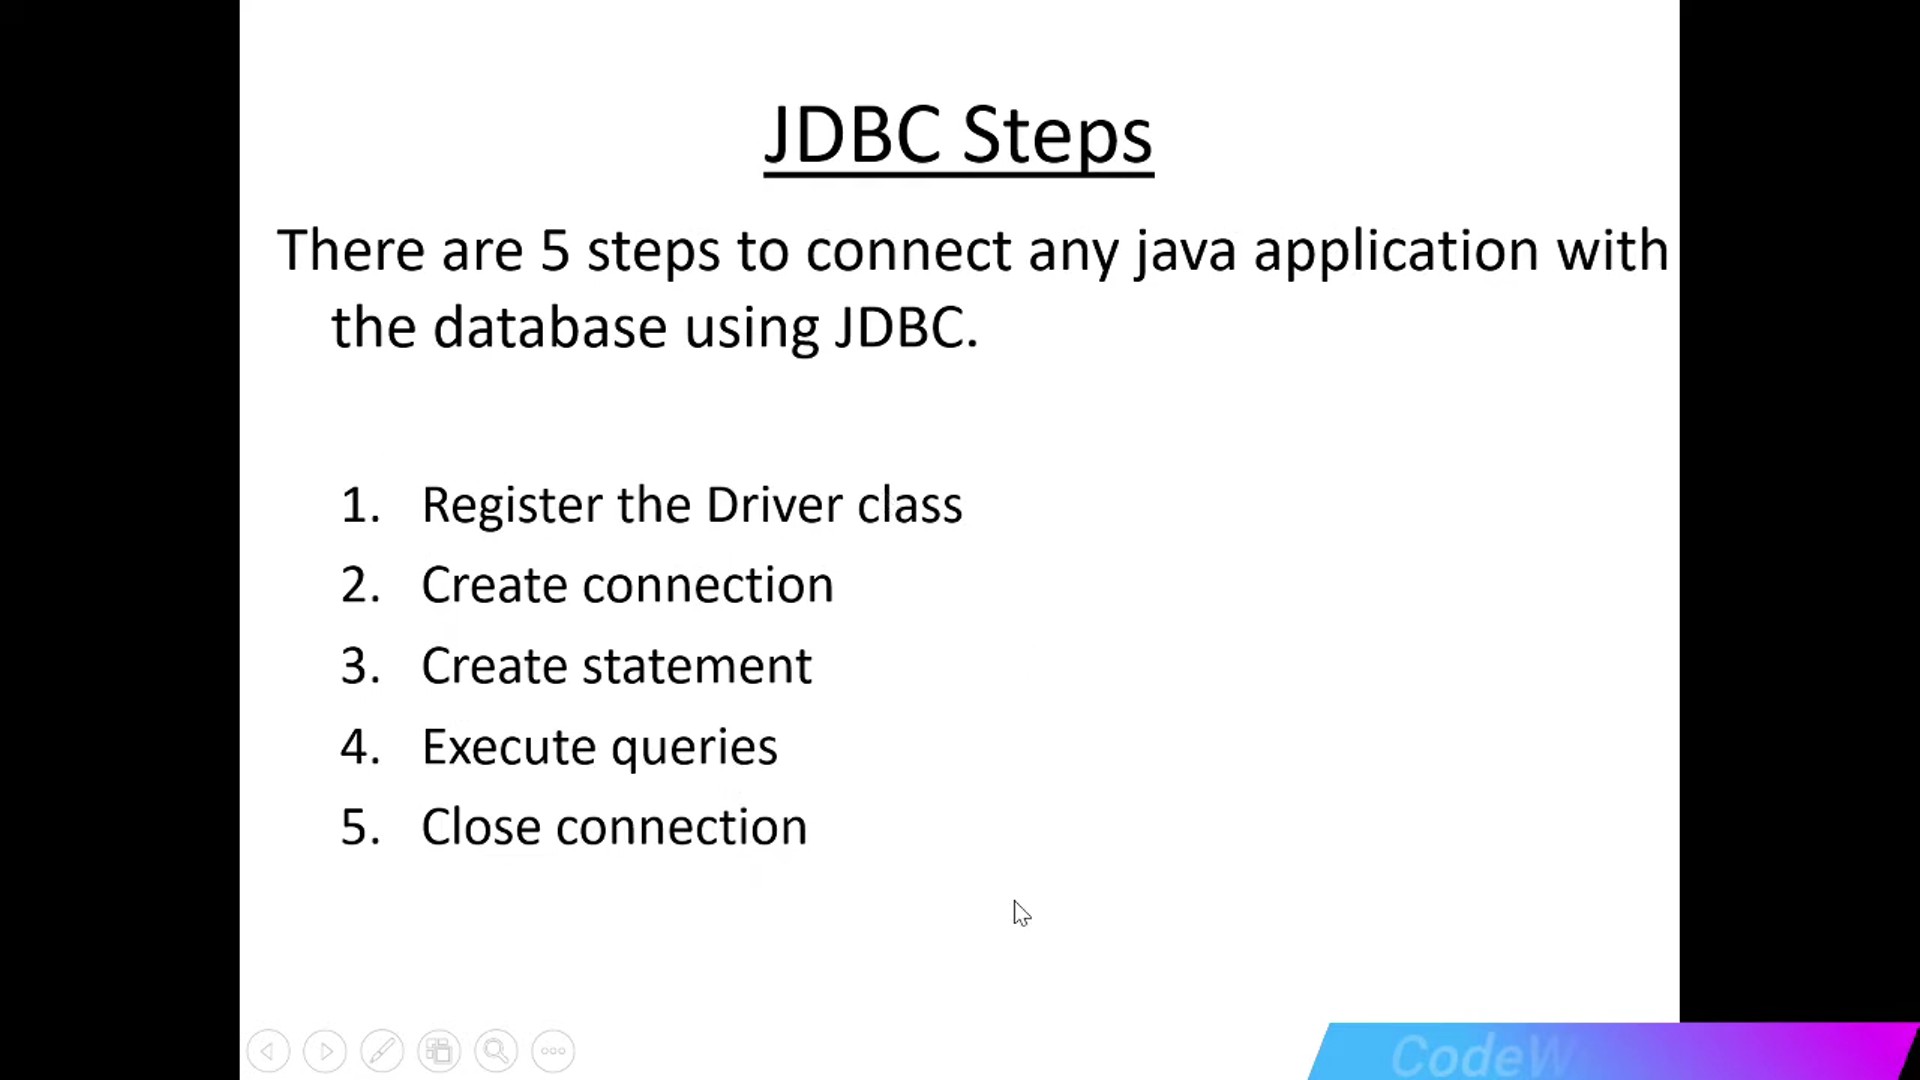 JDBC Steps
There are 5 steps to connect any java application with
the database using JDBC.
1. Register the Driver class
2. Create connection
3. Create statement
4. Execute queries
5. Close connection
CodeW